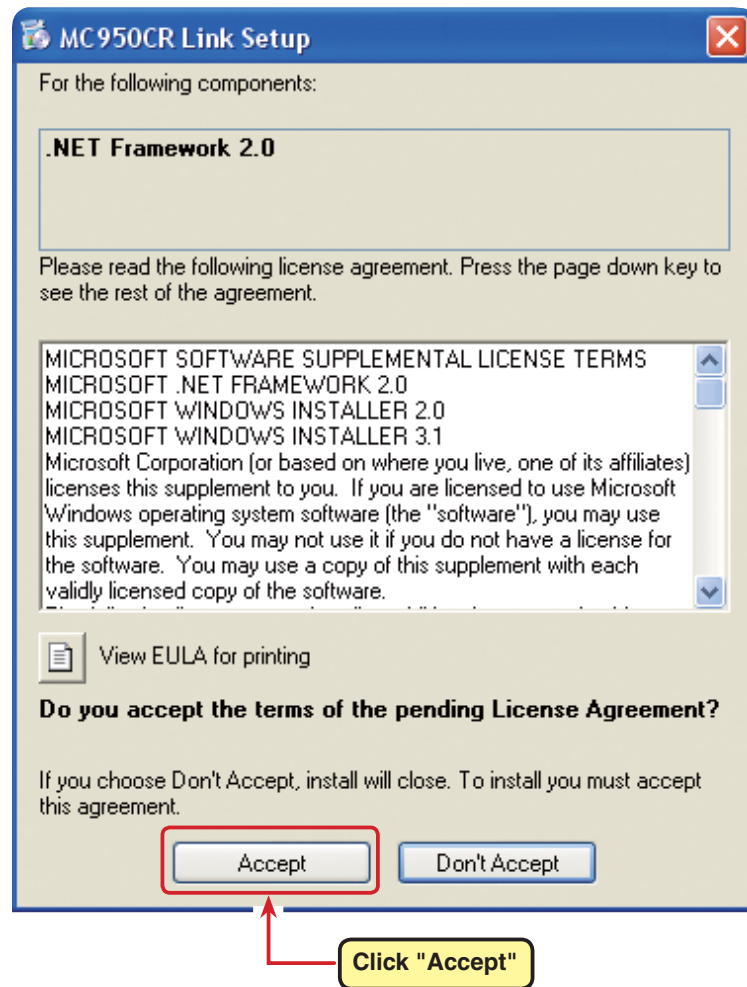 MC950CR Link Setup
For the following components:
.NET Framework 2.0
Please read the following license agreement. Press the page down key to
see the rest of the agreement.
MICROSOFT SOFTWARE SUPPLEMENTAL LICENSE TERMS
MICROSOFT .NET FRAMEWORK 2.0
MICROSOFT WINDOWS INSTALLER 2.0
MICROSOFT WINDOWS INSTALLER 3.1
Microsoft Corporation (or based on where you live, one of its affiliates)
licenses this supplement to you.  If you are licensed to use Microsoft
Windows operating system software (the "software"), you may use
this supplement.  You may not use it if you do not have a license for
the software.  You may use a copy of this supplement with each
validly licensed copy of the software.
View EULA for printing
Do you accept the terms of the pending License Agreement?
If you choose Don't Accept, install will close. To install you must accept
this agreement.
Accept
Don't Accept
Click "Accept"